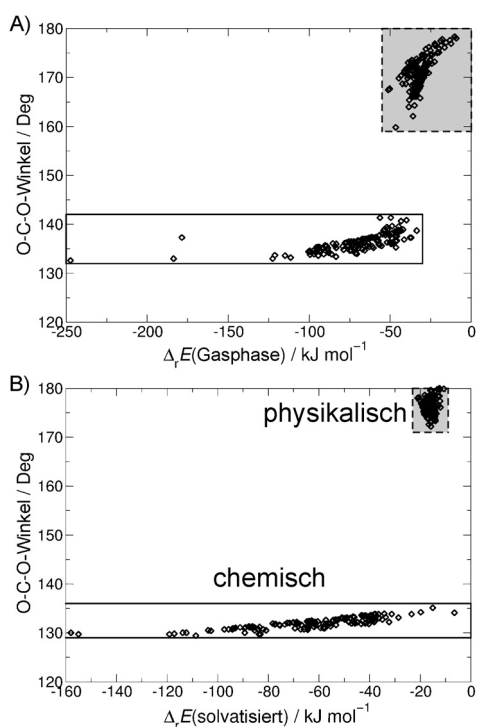 A)
180
170
160
150
140
130
120
O-C-O-Winkel / Deg
-250 -200 -150 -100 -50 0
ΔrE(Gasphase) / kJ mol−1
B)
180
170
160
150
140
130
120
O-C-O-Winkel / Deg
physikalisch
chemisch
-160 -140 -120 -100 -80 -60 -40 -20 0
ΔrE(solvatisiert) / kJ mol−1